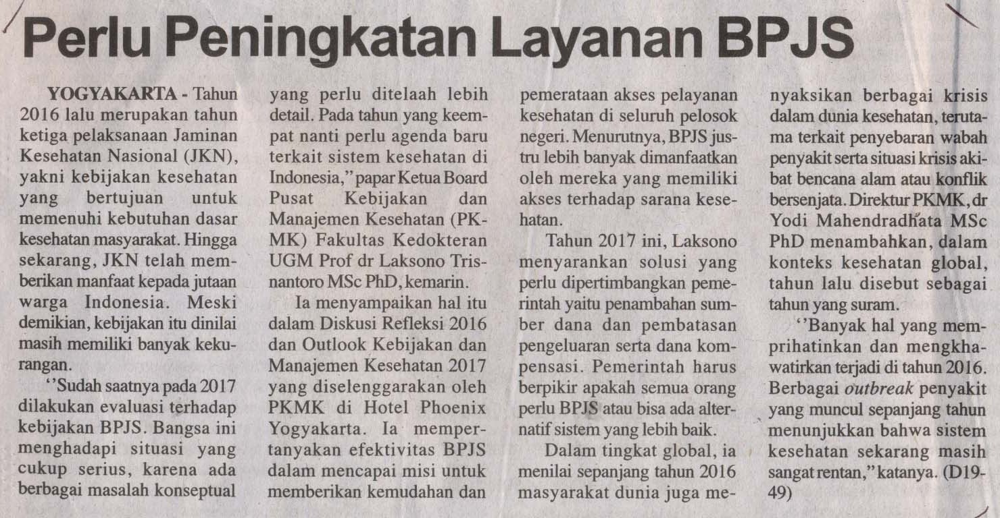 Perlu Peningkatan Layanan BPJS
YOGYAKARTA - Tahun
2016 lalu merupakan tahun
ketiga pelaksanaan Jaminan
Kesehatan Nasional (JKN),
yakni kebijakan kesehatan
yang bertujuan untuk
memenuhi kebutuhan dasar
kesehatan masyarakat. Hingga
sekarang, JKN telah mem-
berikan manfaat kepada jutaan
warga Indonesia. Meski
demikian, kebijakan itu dinilai
masih memiliki banyak keku-
rangan.
‘’Sudah saatnya pada 2017
dilakukan evaluasi terhadap
kebijakan BPJS. Bangsa ini
menghadapi situasi yang
cukup serius, karena ada
berbagai masalah konseptual
yang perlu ditelaah lebih
detail. Pada tahun yang keem-
pat nanti perlu agenda baru
terkait sistem kesehatan di
Indonesia,” papar Ketua Board
Pusat Kebijakan dan
Manajemen Kesehatan (PK-
MK) Fakultas Kedokteran
UGM Prof dr Laksono Tris-
nantoro MSc PhD, kemarin.
Ia menyampaikan hal itu
dalam Diskusi Refleksi 2016
dan Outlook Kebijakan dan
Manajemen Kesehatan 2017
yang diselenggarakan oleh
PKMK di Hotel Phoenix
Yogyakarta. Ia memper-
tanyakan efektivitas BPJS
dalam mencapai misi untuk
memberikan kemudahan dan
pemerataan akses pelayanan
kesehatan di seluruh pelosok
negeri. Menurutnya, BPJS jus-
tru lebih banyak dimanfaatkan
oleh mereka yang memiliki
akses terhadap sarana kese-
hatan.
Tahun 2017 ini, Laksono
menyarankan solusi yang
perlu dipertimbangkan peme-
rintah yaitu penambahan sum-
ber dana dan pembatasan
pengeluaran serta dana kom-
pensasi. Pemerintah harus
berpikir apakah semua orang
perlu BPJS atau bisa ada alter-
natif sistem yang lebih baik.
Dalam tingkat global, ia
menilai sepanjang tahun 2016
masyarakat dunia juga me-
nyaksikan berbagai krisis
dalam dunia kesehatan, teruta-
ma terkait penyebaran wabah
penyakit serta situasi krisis aki-
bat bencana alam atau konflik
bersenjata. Direktur PKMK, dr
Yodi Mahendradhata MSc
PhD menambahkan, dalam
konteks kesehatan global,
tahun lalu disebut sebagai
tahun yang suram.
‘’Banyak hal yang mem-
prihatinkan dan mengkha-
watirkan terjadi di tahun 2016.
Berbagai outbreak penyakit
yang muncul sepanjang tahun
menunjukkan bahwa sistem
kesehatan sekarang masih
sangat rentan,” katanya. (D19-
49)